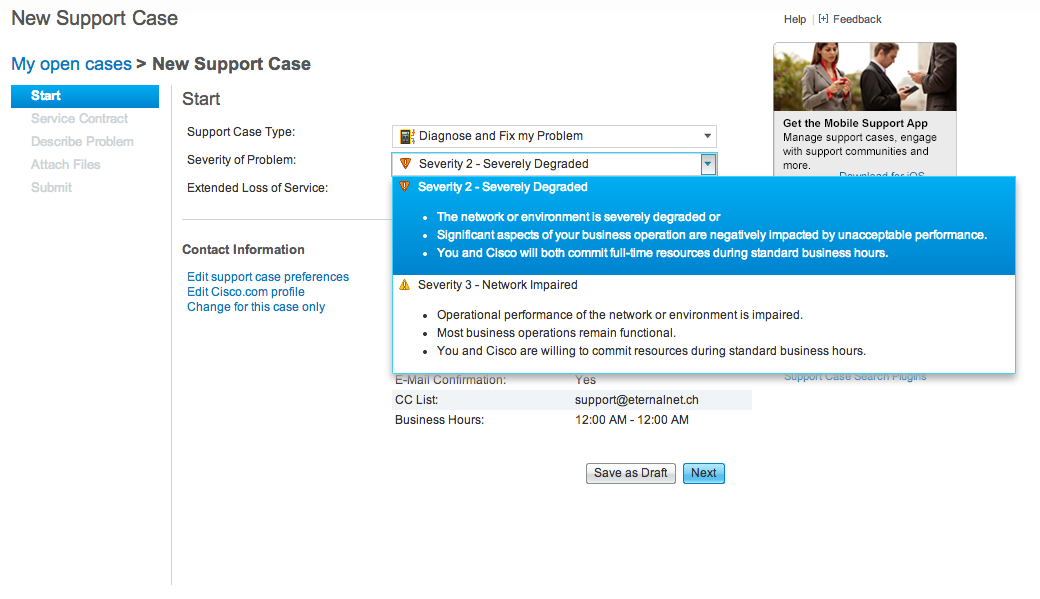 New Support Case
Help | [+] Feedback
My open cases > New Support Case
Start
Service Contract
Describe Problem
Attach Files
Submit
Start
Support Case Type:
Diagnose and Fix my Problem
Severity of Problem:
Severity 2 - Severely Degraded
Extended Loss of Service:
Severity 2 - Severely Degraded
• The network or environment is severely degraded or
• Significant aspects of your business operation are negatively impacted by unacceptable performance.
• You and Cisco will both commit full-time resources during standard business hours.
Severity 3 - Network Impaired
• Operational performance of the network or environment is impaired.
• Most business operations remain functional.
• You and Cisco are willing to commit resources during standard business hours.
Contact Information
Edit support case preferences
Edit Cisco.com profile
Change for this case only
E-Mail Confirmation: Yes
CC List: support@eternalnet.ch
Business Hours: 12:00 AM - 12:00 AM
Save as Draft
Next
Get the Mobile Support App
Manage support cases, engage
with support communities and
more.
Download for iOS
Support Case Search Plugins